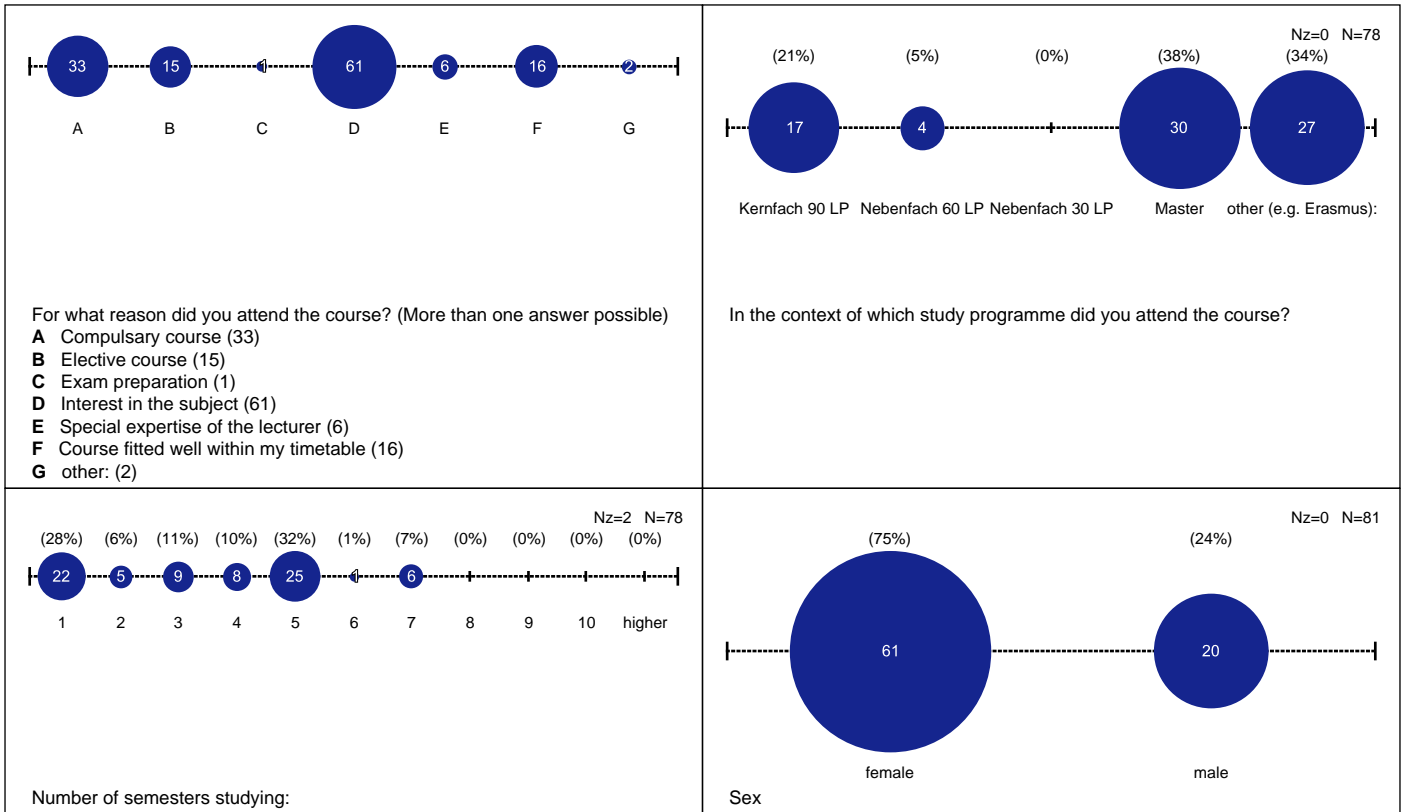 33 15 1 61 6 16 2
A B C D E F G
For what reason did you attend the course? (More than one answer possible)
A Compulsary course (33)
B Elective course (15)
C Exam preparation (1)
D Interest in the subject (61)
E Special expertise of the lecturer (6)
F Course fitted well within my timetable (16)
G other: (2)
Nz=0 N=78
(21%) (5%) (0%) (38%) (34%)
17 4 30 27
Kernfach 90 LP Nebenfach 60 LP Nebenfach 30 LP Master other (e.g. Erasmus):
In the context of which study programme did you attend the course?
Nz=2 N=78
(28%) (6%) (11%) (10%) (32%) (1%) (7%) (0%) (0%) (0%) (0%)
22 5 9 8 25 1 6
1 2 3 4 5 6 7 8 9 10 higher
Number of semesters studying:
Nz=0 N=81
(75%) (24%)
61 20
female male
Sex